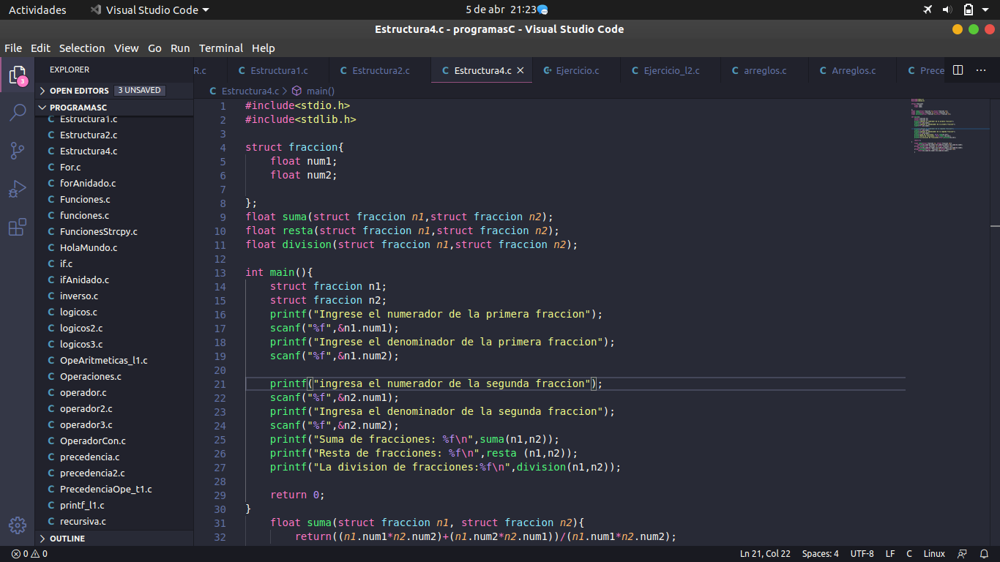 Actividades Visual Studio Code 5 de abr 21:23
Estructura4.c - programasC - Visual Studio Code
File Edit Selection View Go Run Terminal Help
3
EXPLORER
OPEN EDITORS 3 UNSAVED
PROGRAMASC
C Estructura1.c
C Estructura2.c
C Estructura4.c
C For.c
C forAnidado.c
C Funciones.c
C funciones.c
C FuncionesStrcpy.c
C HolaMundo.c
C if.c
C ifAnidado.c
C inverso.c
C logicos.c
C logicos2.c
C logicos3.c
C OpeAritmeticas_l1.c
C Operaciones.c
C operador.c
C operador2.c
C operador3.c
C OperadorCon.c
C precedencia.c
C precedencia2.c
C PrecedenciaOpe_t1.c
C printf_l1.c
C recursiva.c
OUTLINE
R.c C Estructura1.c C Estructura2.c C Estructura4.c × C+ Ejercicio.c C Ejercicio_l2.c C arreglos.c C Arreglos.c C Prece ···
C Estructura4.c > main()
1 #include<stdio.h>
2 #include<stdlib.h>
3
4 struct fraccion{
5 float num1;
6 float num2;
7
8 };
9 float suma(struct fraccion n1,struct fraccion n2);
10 float resta(struct fraccion n1,struct fraccion n2);
11 float division(struct fraccion n1,struct fraccion n2);
12
13 int main(){
14 struct fraccion n1;
15 struct fraccion n2;
16 printf("Ingrese el numerador de la primera fraccion");
17 scanf("%f",&n1.num1);
18 printf("Ingrese el denominador de la primera fraccion");
19 scanf("%f",&n1.num2);
20
21 printf("ingresa el numerador de la segunda fraccion");
22 scanf("%f",&n2.num1);
23 printf("Ingresa el denominador de la segunda fraccion");
24 scanf("%f",&n2.num2);
25 printf("Suma de fracciones: %f\n",suma(n1,n2));
26 printf("Resta de fracciones: %f\n",resta (n1,n2));
27 printf("La division de fracciones:%f\n",division(n1,n2));
28
29 return 0;
30 }
31 float suma(struct fraccion n1, struct fraccion n2){
32 return((n1.num1*n2.num2)+(n1.num2*n2.num1))/(n1.num1*n2.num2);
0 0 Ln 21, Col 22 Spaces: 4 UTF-8 LF C Linux